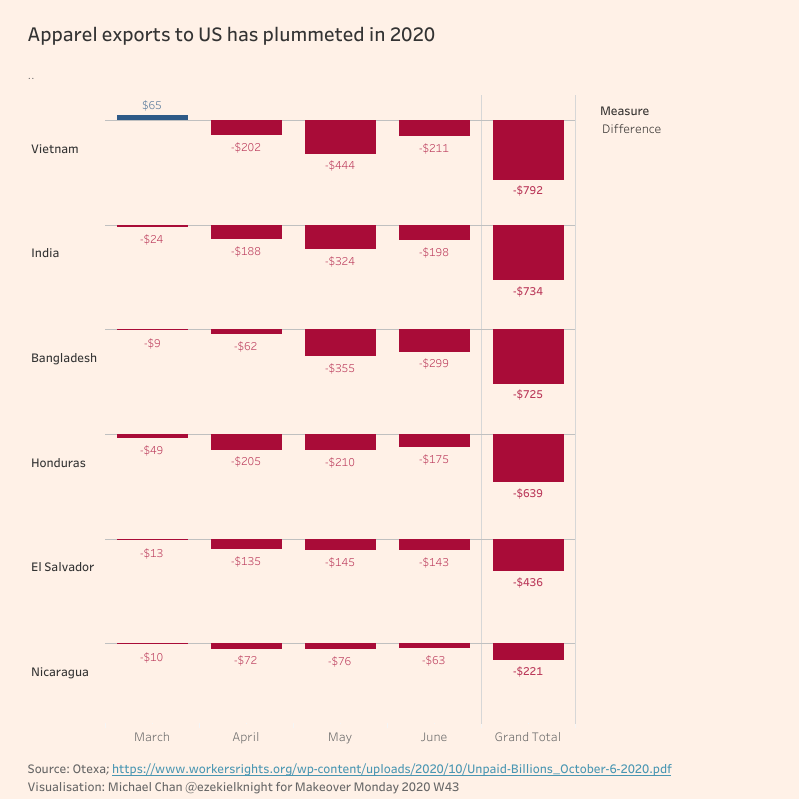 Apparel exports to US has plummeted in 2020
..
Measure
Difference
$65
Vietnam
-$202
-$444
-$211
-$792
India
-$24
-$188
-$324
-$198
-$734
Bangladesh
-$9
-$62
-$355
-$299
-$725
Honduras
-$49
-$205
-$210
-$175
-$639
El Salvador
-$13
-$135
-$145
-$143
-$436
Nicaragua
-$10
-$72
-$76
-$63
-$221
March April May June Grand Total
Source: Otexa; https://www.workersrights.org/wp-content/uploads/2020/10/Unpaid-Billions_October-6-2020.pdf
Visualisation: Michael Chan @ezekielknight for Makeover Monday 2020 W43